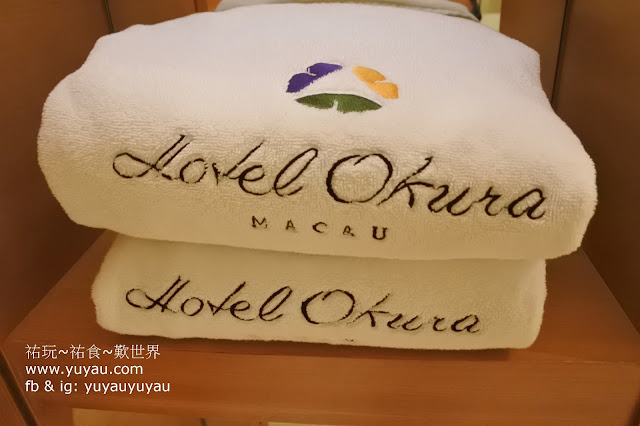 Hotel Okura
MACAU
Hotel Okura
祐玩~祐食~歎世界
www.yuyau.com
fb & ig: yuyauyuyau